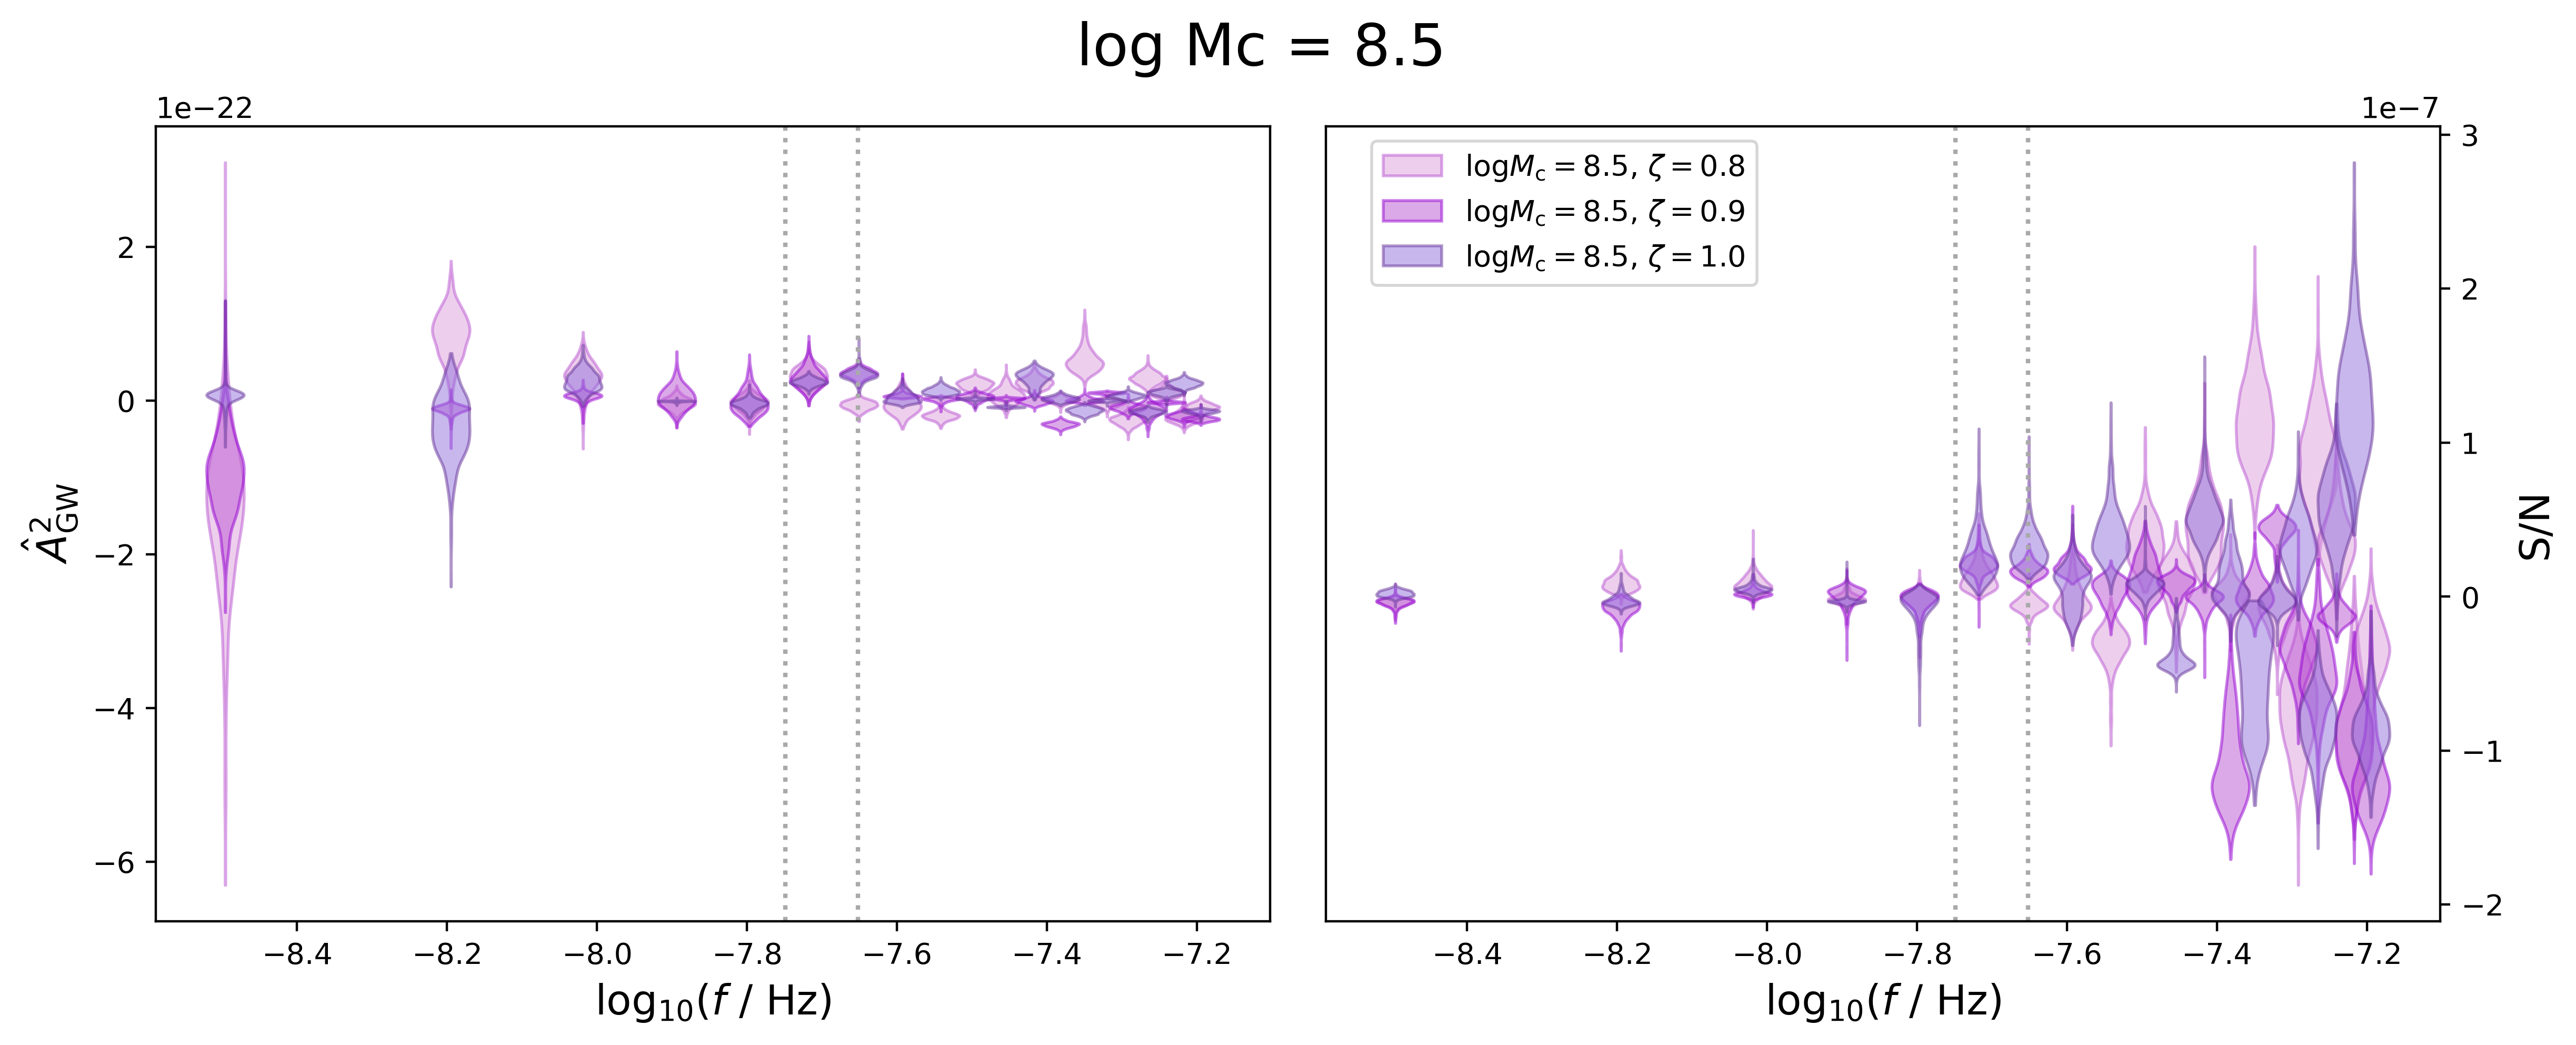 log Mc = 8.5
1e−22
2
0
−2
−4
−6
Â²GW
−8.4 −8.2 −8.0 −7.8 −7.6 −7.4 −7.2
log10(f / Hz)
1e−7
logMc = 8.5, ζ = 0.8
logMc = 8.5, ζ = 0.9
logMc = 8.5, ζ = 1.0
3
2
1
0
−1
−2
S/N
−8.4 −8.2 −8.0 −7.8 −7.6 −7.4 −7.2
log10(f / Hz)